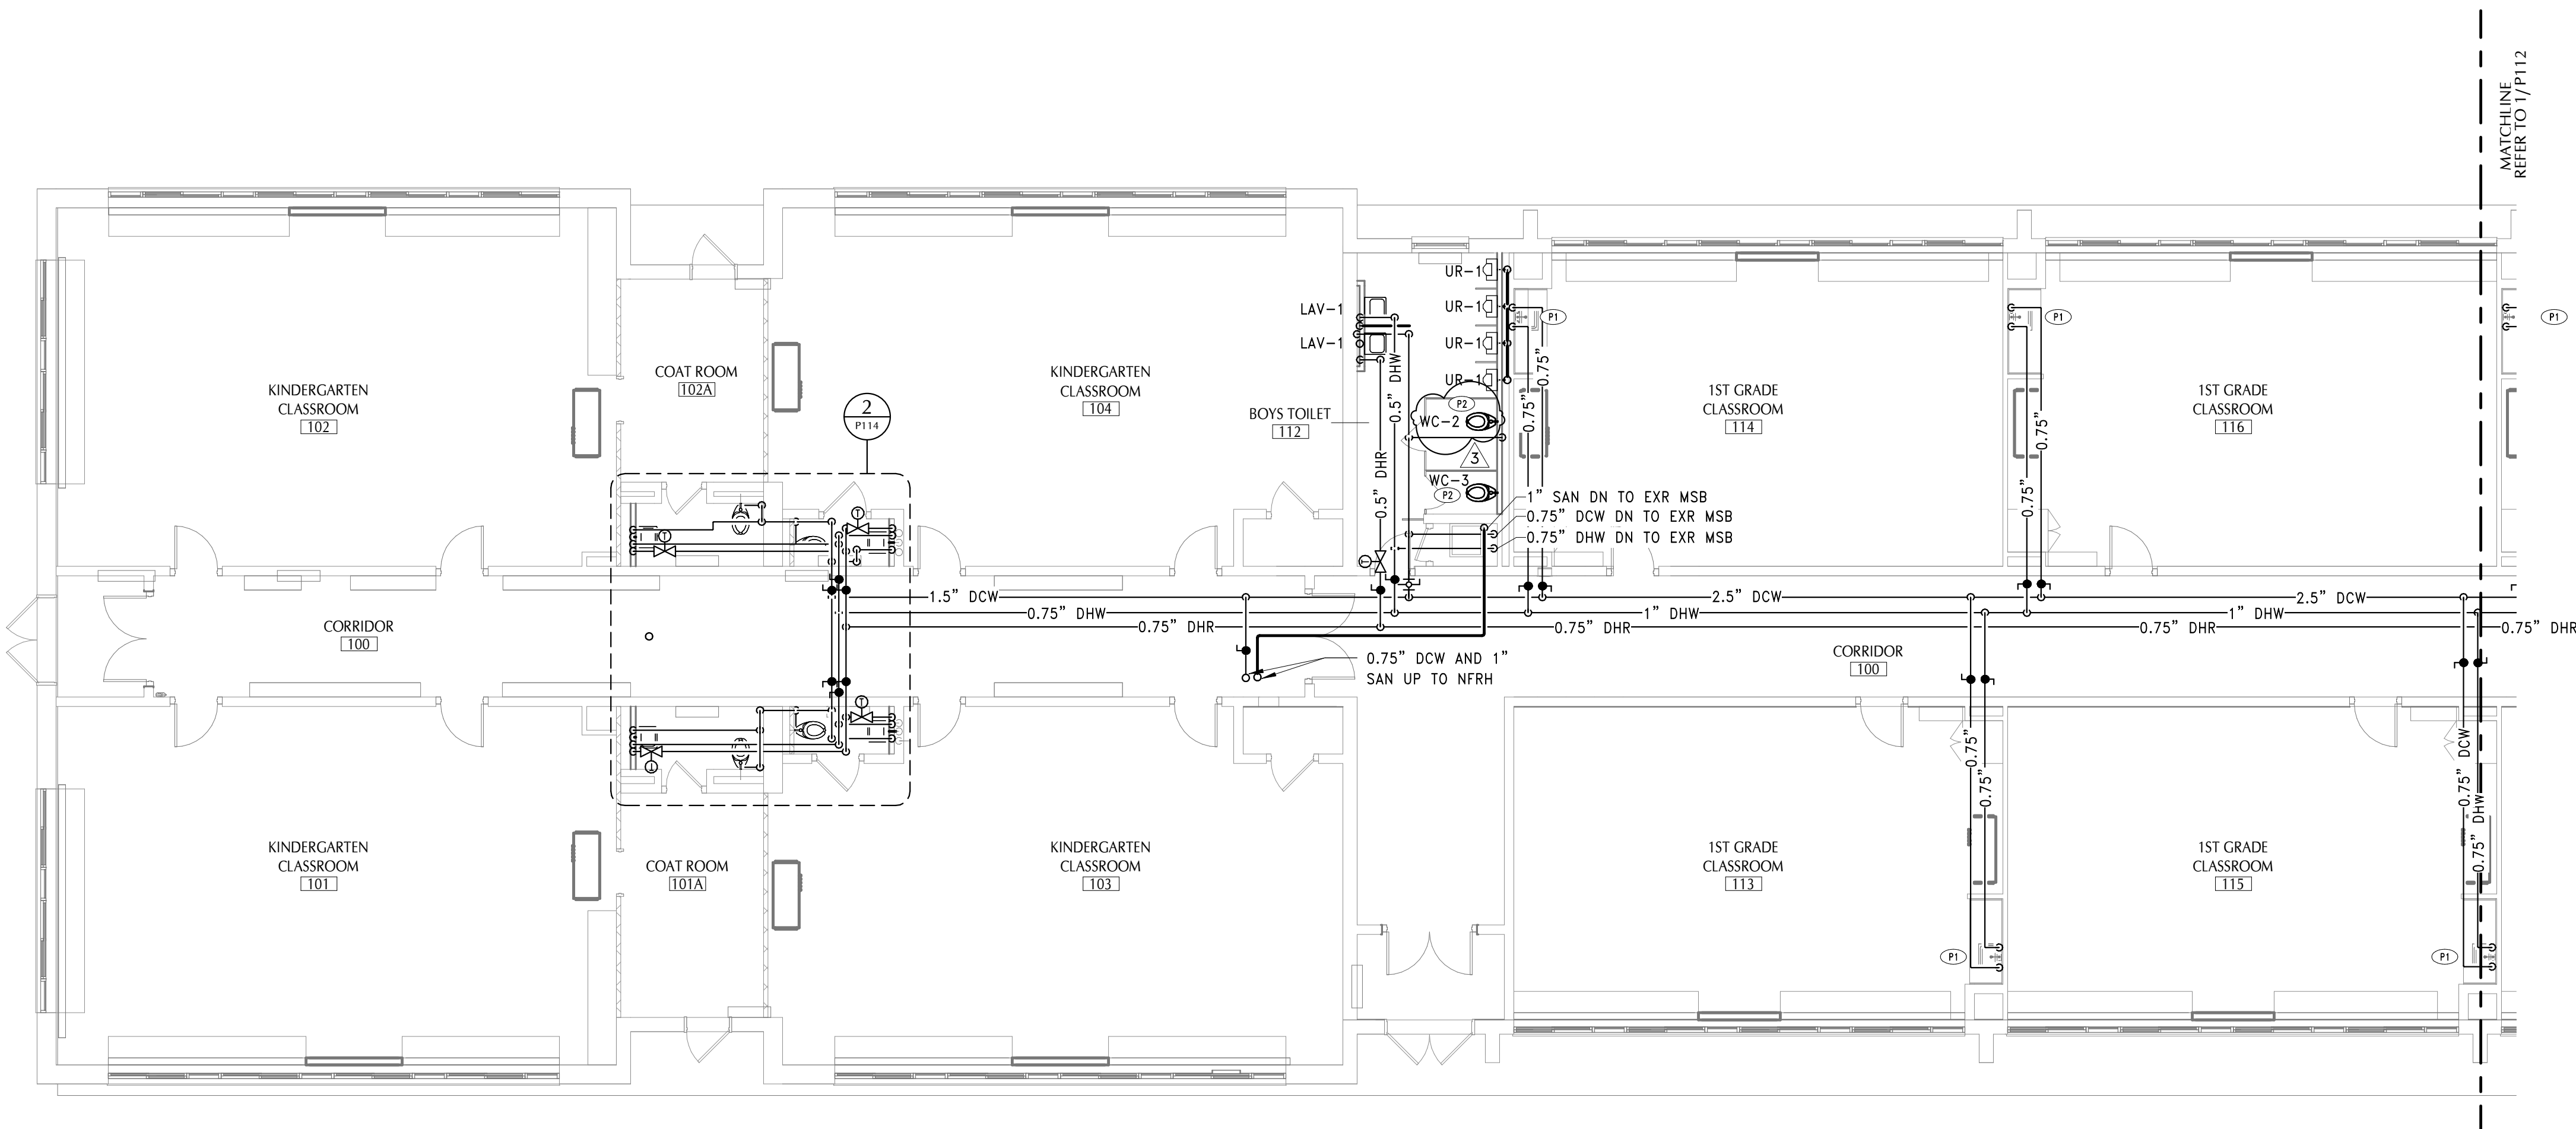 MATCHLINE
REFER TO 1/P112
UR-1
LAV-1
UR-1
P1
P1
P1
LAV-1
UR-1
0.5" DHW
0.75"
UR-1
COAT ROOM
102A
KINDERGARTEN
CLASSROOM
102
KINDERGARTEN
CLASSROOM
104
2
P114
BOYS TOILET
112
P2
WC-2
3
0.75"
1ST GRADE
CLASSROOM
114
0.75"
1ST GRADE
CLASSROOM
116
0.5" DHR
WC-3
P2
0.75"
1" SAN DN TO EXR MSB
0.75" DCW DN TO EXR MSB
0.75" DHW DN TO EXR MSB
T
T
T
1.5" DCW
2.5" DCW
2.5" DCW
0.75" DHW
1" DHW
1" DHW
0.75" DHR
0.75" DHR
0.75" DHR
0.75" DHR
CORRIDOR
100
0.75" DCW AND 1"
SAN UP TO NFRH
CORRIDOR
100
T
T
0.75"
0.75"
0.75" DCW
0.75" DHW
KINDERGARTEN
CLASSROOM
101
COAT ROOM
101A
KINDERGARTEN
CLASSROOM
103
1ST GRADE
CLASSROOM
113
1ST GRADE
CLASSROOM
115
P1
P1